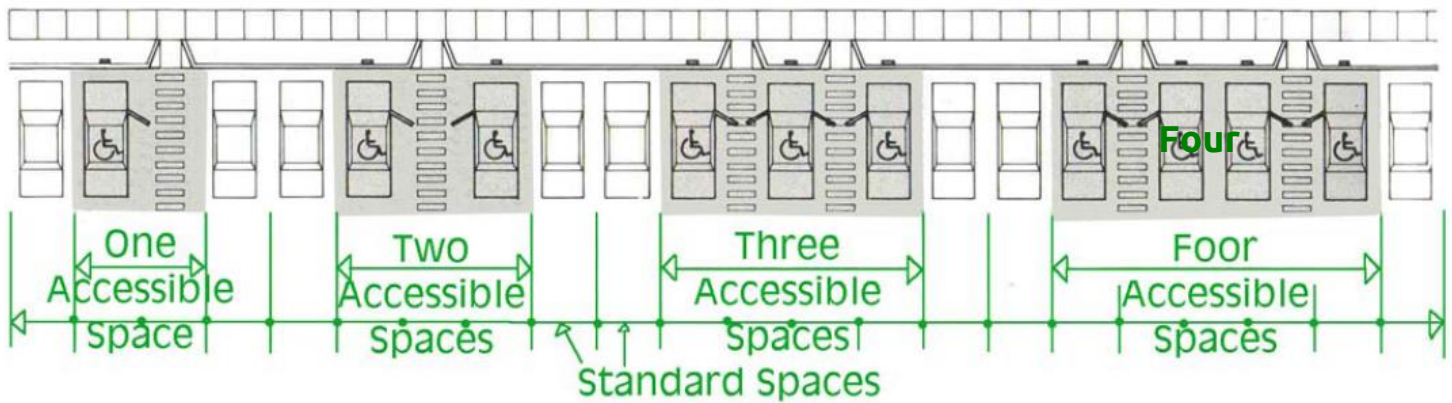 Four
One
Accessible
Space
Two
Accessible
Spaces
Three
Accessible
Spaces
Foor
Accessible
Spaces
Standard Spaces